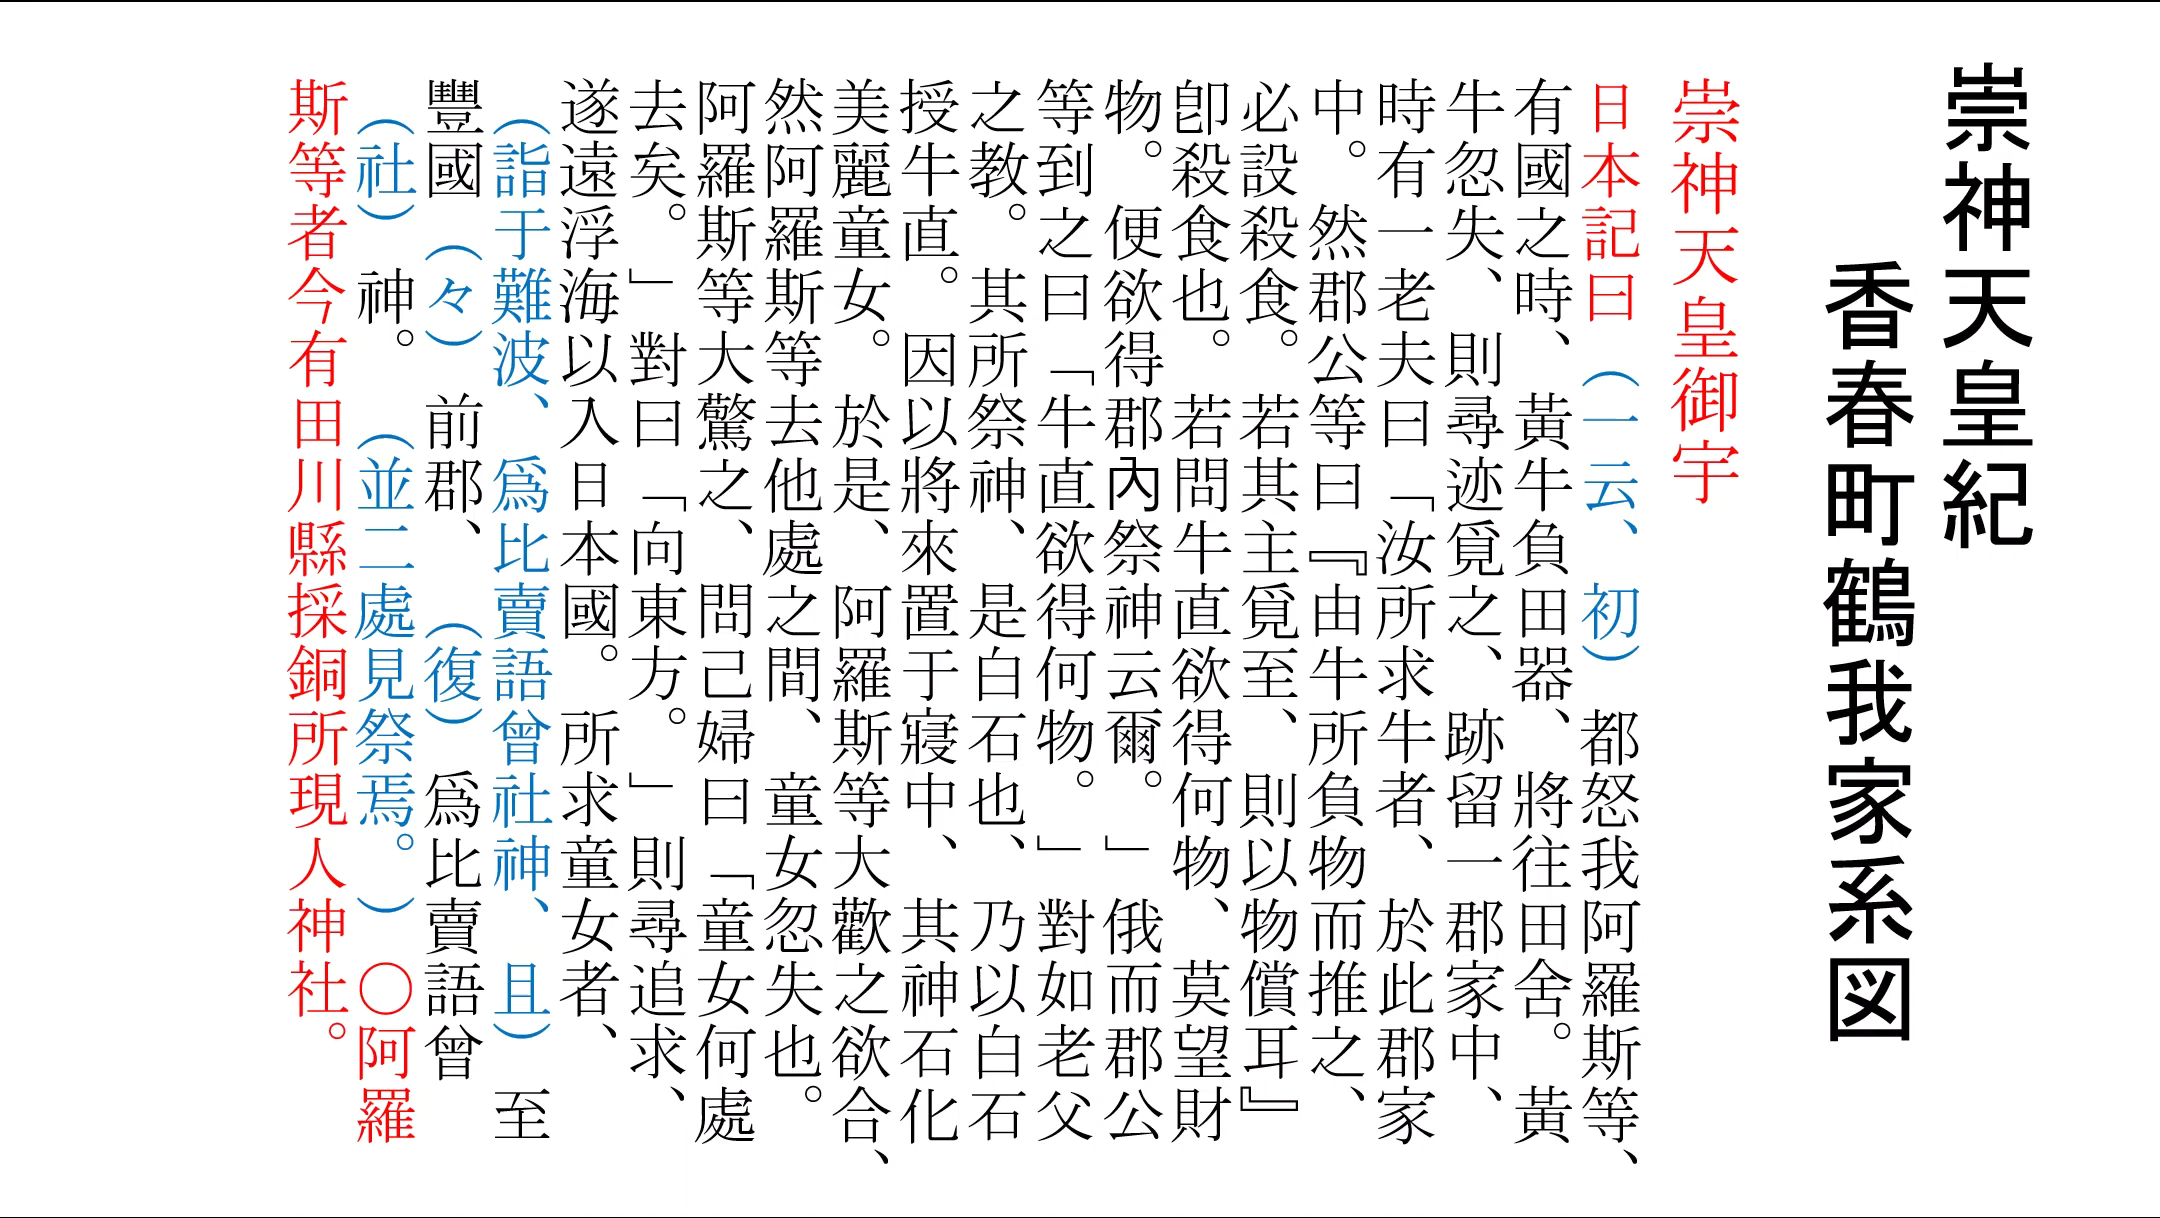 崇神天皇紀
香春町鶴我家系図
崇神天皇御宇
日本記曰（一云、初）都怒我阿羅斯等、
有國之時、黃牛負田器、將往田舍。黃
牛忽失、則尋迹覓之、跡留一郡家中、
時有一老夫曰「汝所求牛者、於此郡家
中。然郡公等曰『由牛所負物而推之、
必設殺食。若其主覓至、則以物償耳』
卽殺食也。若問牛直欲得何物、莫望財
物。便欲得郡內祭神云爾。」俄而郡公
等到之曰「牛直欲得何物。」對如老父
之教。其所祭神、是白石也、乃以白石
授牛直。因以將來置于寢中、其神石化
美麗童女。於是、阿羅斯等大歡之欲合、
然阿羅斯等去他處之間、童女忽失也。
阿羅斯等大驚之、問己婦曰「童女何處
去矣。」對曰「向東方。」則尋追求、
遂遠浮海以入日本國。所求童女者、
（詣于難波、爲比賣語曾社神、且）至
豐國（々）前郡、（復）爲比賣語曾
（社）神。（並二處見祭焉。）〇阿羅
斯等者今有田川縣採銅所現人神社。